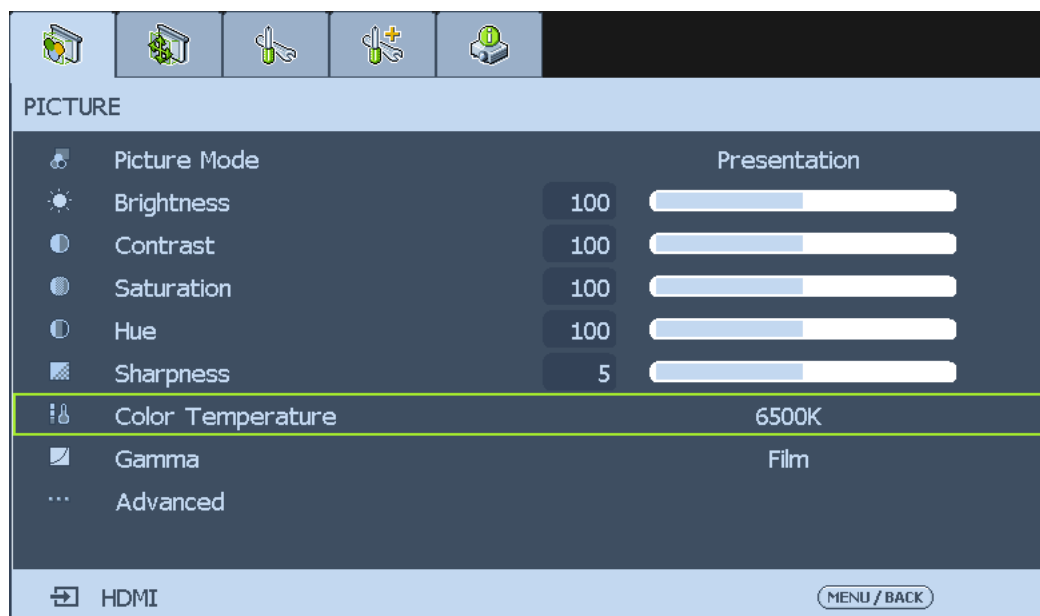 PICTURE
Picture Mode Presentation
Brightness 100
Contrast 100
Saturation 100
Hue 100
Sharpness 5
Color Temperature 6500K
Gamma Film
Advanced
HDMI MENU/BACK